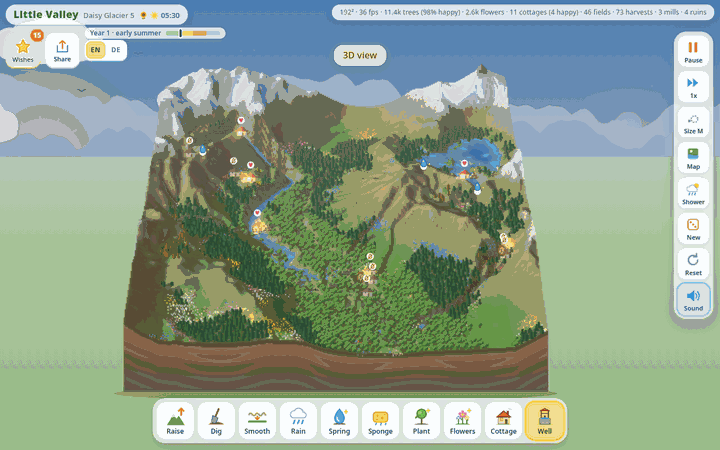 Little Valley Daisy Glacier 5 05:30
192² · 36 fps · 11.4k trees (98% happy) · 2.6k flowers · 11 cottages (4 happy) · 46 fields · 73 harvests · 3 mills · 4 ruins
Year 1 · early summer
15
Wishes
Share
EN DE
3D view
Pause
1x
Size M
Map
Shower
New
Reset
Sound
Raise Dig Smooth Rain Spring Sponge Plant Flowers Cottage Well